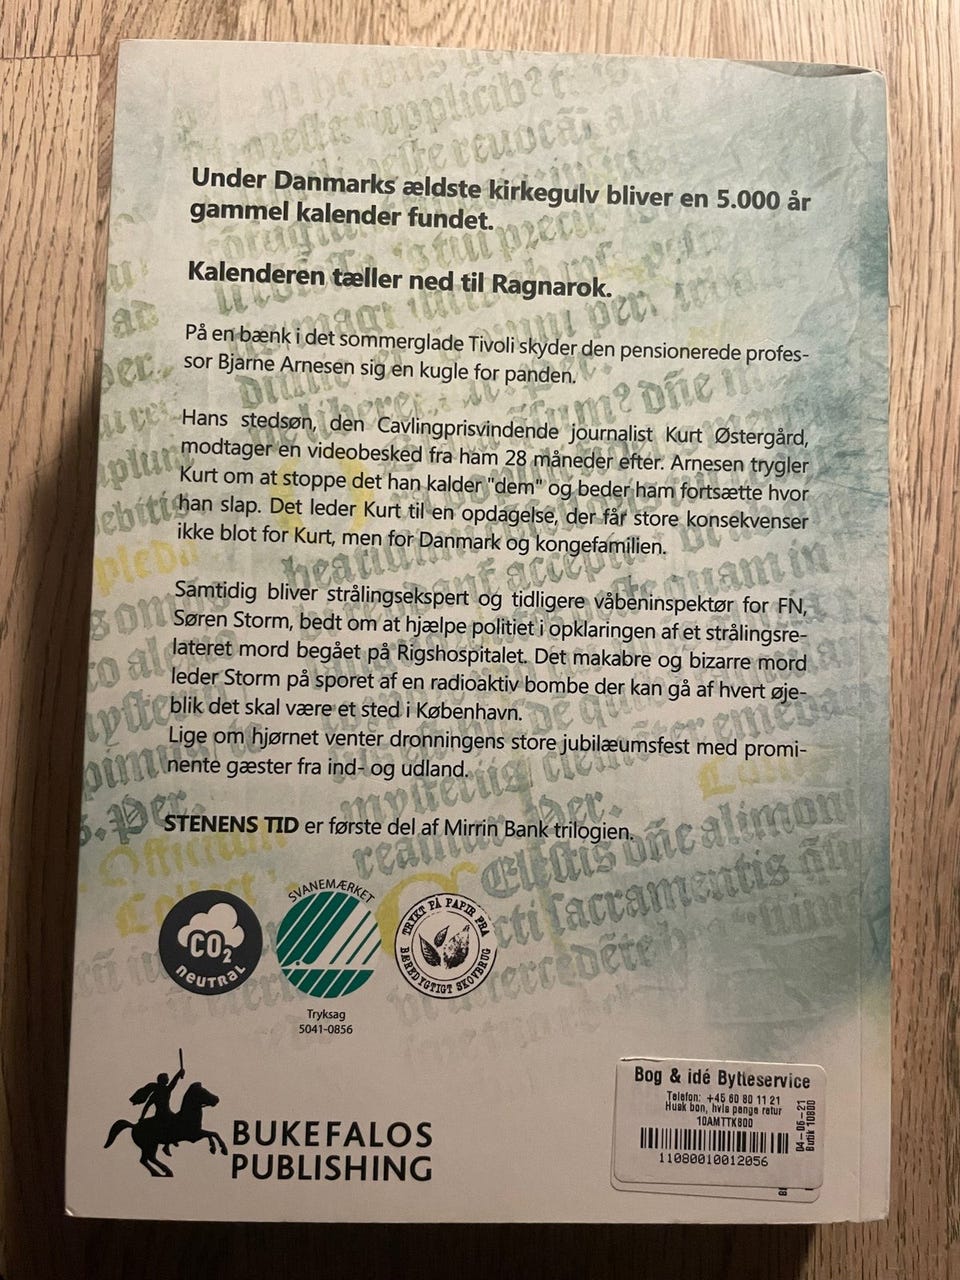 Under Danmarks ældste kirkegulv bliver en 5.000 år
gammel kalender fundet.
Kalenderen tæller ned til Ragnarok.
På en bænk i det sommerglade Tivoli skyder den pensionerede profes-
sor Bjarne Arnesen sig en kugle for panden.
Hans stedsøn, den Cavlingprisvindende journalist Kurt Østergård,
modtager en videobesked fra ham 28 måneder efter. Arnesen trygler
Kurt om at stoppe det han kalder "dem" og beder ham fortsætte hvor
han slap. Det leder Kurt til en opdagelse, der får store konsekvenser
ikke blot for Kurt, men for Danmark og kongefamilien.
Samtidig bliver strålingsekspert og tidligere våbeninspektør for FN,
Søren Storm, bedt om at hjælpe politiet i opklaringen af et strålingsre-
lateret mord begået på Rigshospitalet. Det makabre og bizarre mord
leder Storm på sporet af en radioaktiv bombe der kan gå af hvert øje-
blik det skal være et sted i København.
Lige om hjørnet venter dronningens store jubilæumsfest med promi-
nente gæster fra ind- og udland.
STENENS TID er første del af Mirrin Bank trilogien.
CO2
neutral
SVANEMÆRKET
Tryksag
5041-0856
TRYKT PÅ PAPIR FRA
BÆREDYGTIGT SKOVBRUG
BUKEFALOS
PUBLISHING
Bog & idé Bytteservice
Telefon: +45 60 80 11 21
Husk bon, hvis penge retur
10AMTTK800
11080010012056
04-06-21
Butik 10800